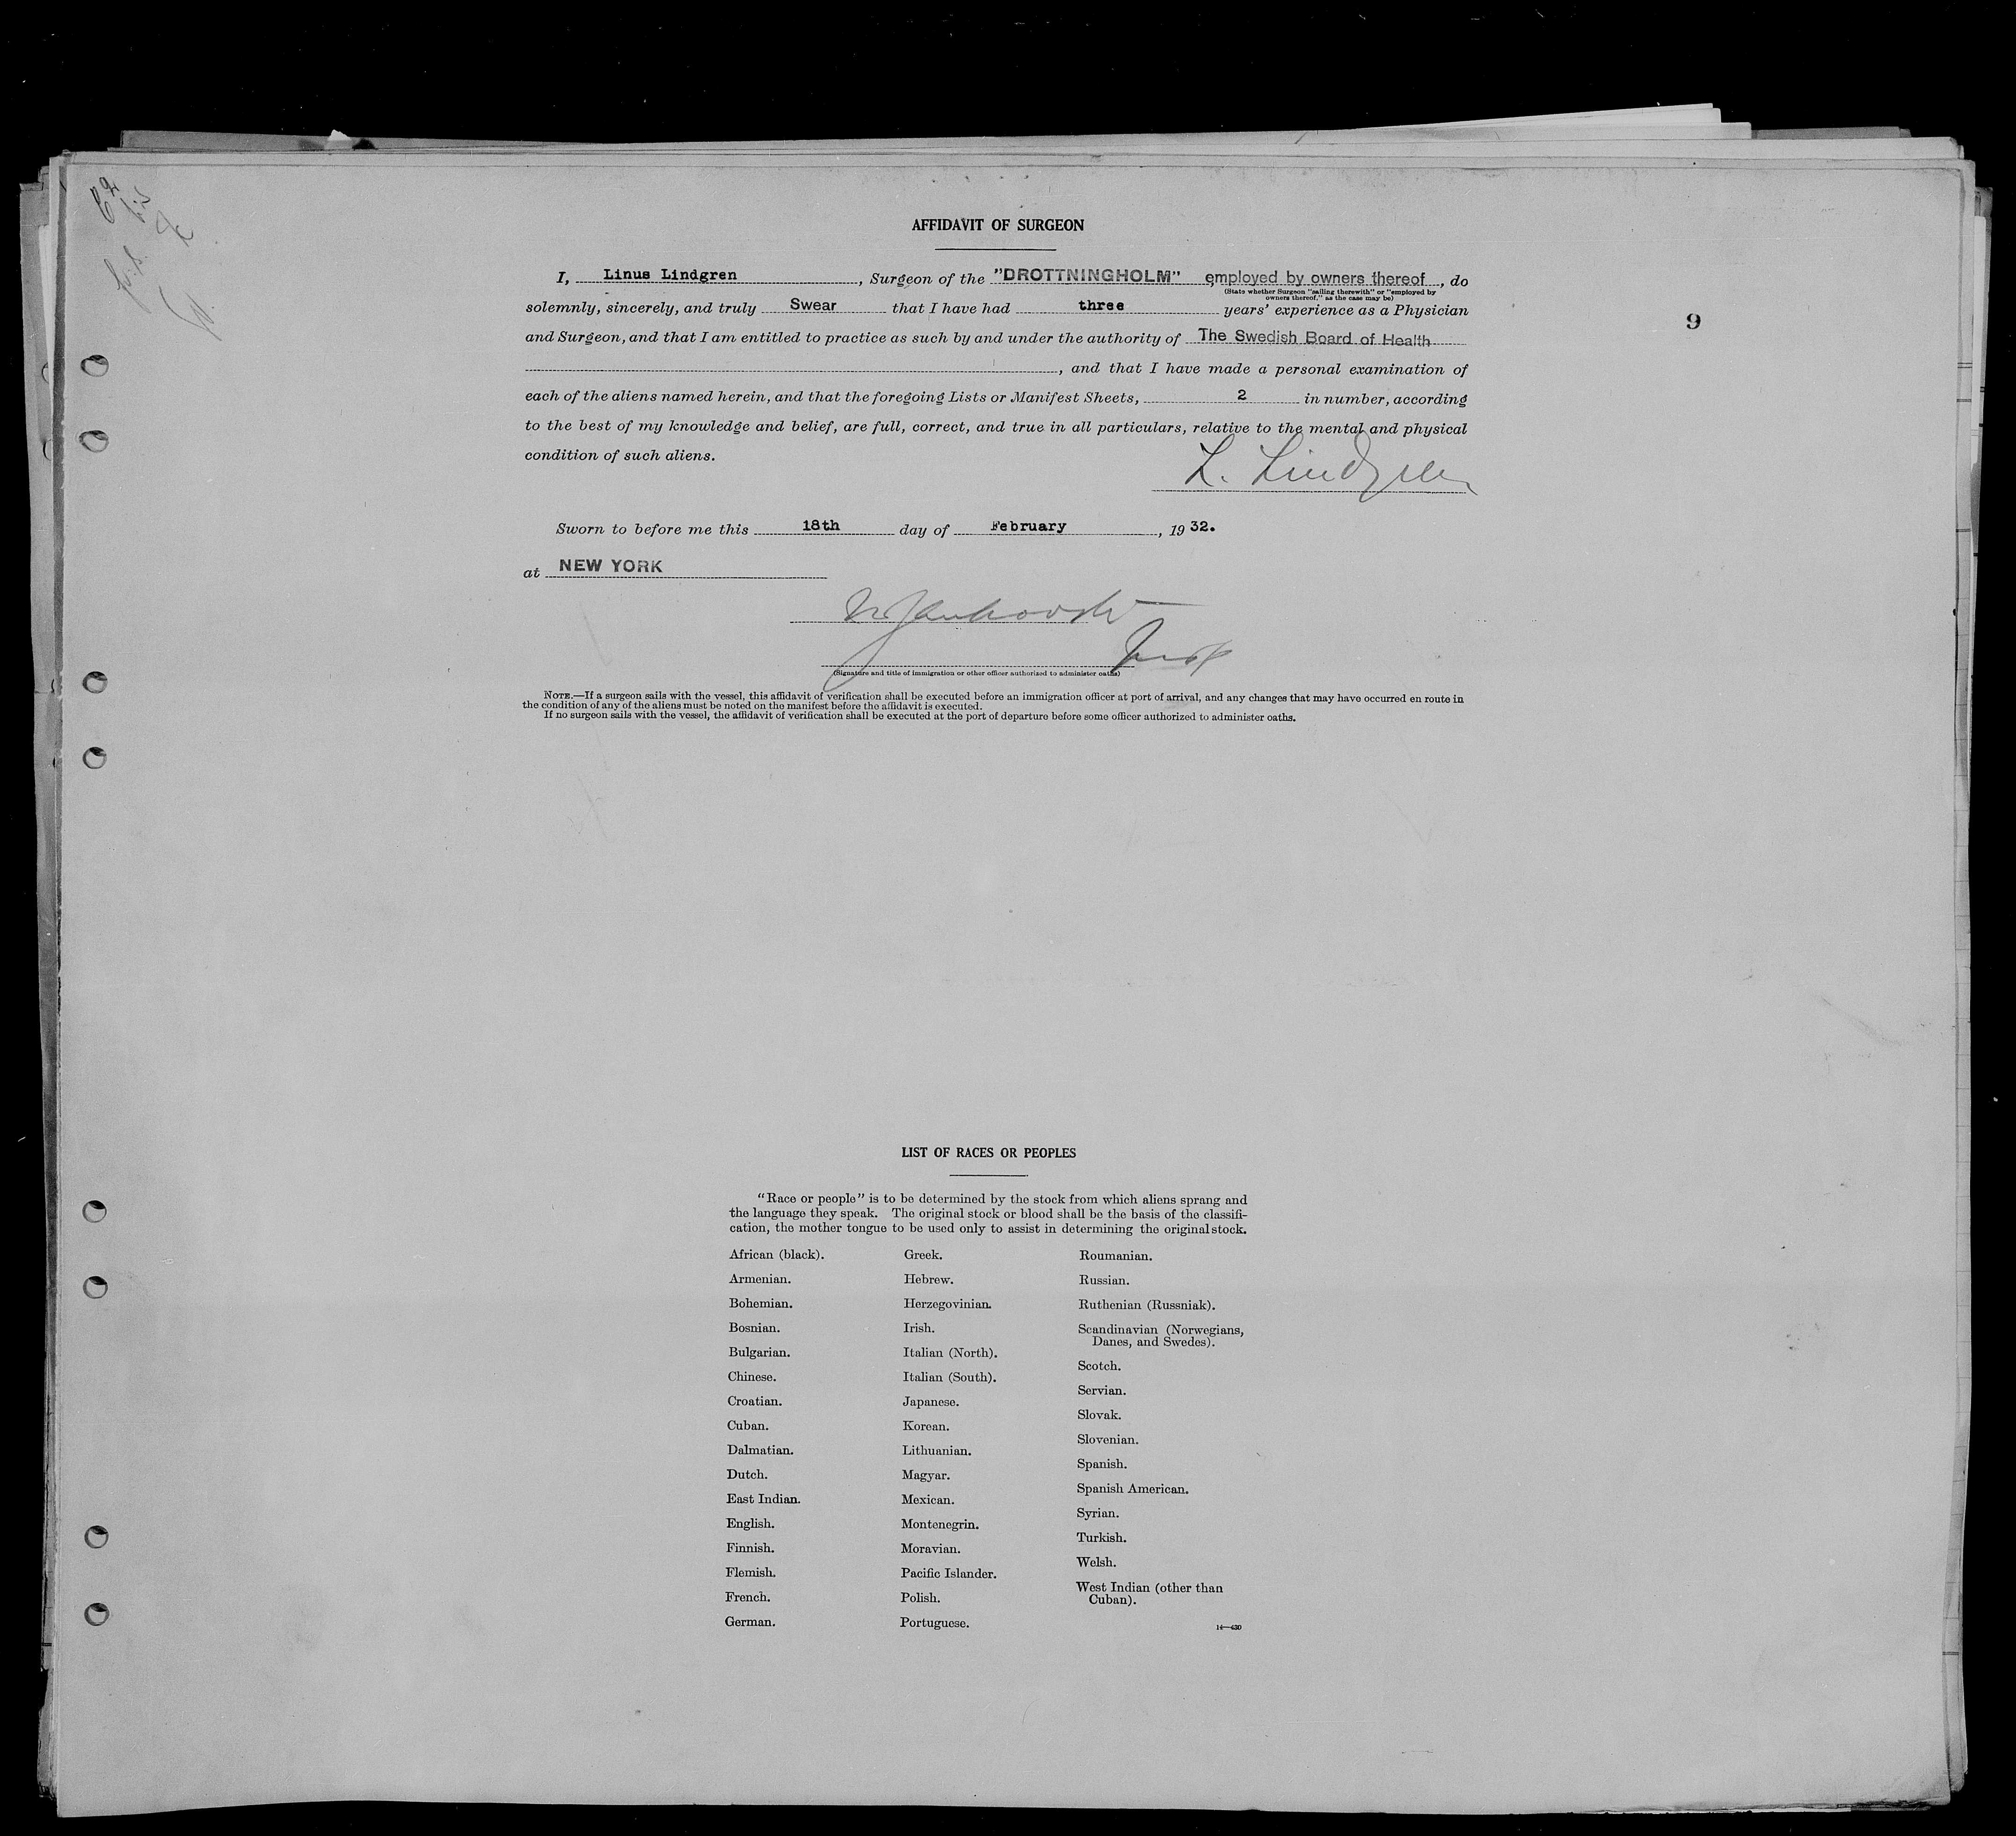 AFFIDAVIT OF SURGEON
I, Linus Lindgren, Surgeon of the "DROTTNINGHOLM" employed by owners thereof, do
(State whether Surgeon "sailing therewith" or "employed by
owners thereof," as the case may be)
solemnly, sincerely, and truly Swear that I have had three years' experience as a Physician
9
and Surgeon, and that I am entitled to practice as such by and under the authority of The Swedish Board of Health
, and that I have made a personal examination of
each of the aliens named herein, and that the foregoing Lists or Manifest Sheets, 2 in number, according
to the best of my knowledge and belief, are full, correct, and true in all particulars, relative to the mental and physical
condition of such aliens.
L. Lindgren
Sworn to before me this 18th day of February, 1932.
at NEW YORK
(Signature and title of immigration or other officer authorized to administer oaths)
NOTE.—If a surgeon sails with the vessel, this affidavit of verification shall be executed before an immigration officer at port of arrival, and any changes that may have occurred en route in
the condition of any of the aliens must be noted on the manifest before the affidavit is executed.
If no surgeon sails with the vessel, the affidavit of verification shall be executed at the port of departure before some officer authorized to administer oaths.
LIST OF RACES OR PEOPLES
"Race or people" is to be determined by the stock from which aliens sprang and
the language they speak. The original stock or blood shall be the basis of the classifi-
cation, the mother tongue to be used only to assist in determining the original stock.
African (black).
Armenian.
Bohemian.
Bosnian.
Bulgarian.
Chinese.
Croatian.
Cuban.
Dalmatian.
Dutch.
East Indian.
English.
Finnish.
Flemish.
French.
German.
Greek.
Hebrew.
Herzegovinian.
Irish.
Italian (North).
Italian (South).
Japanese.
Korean.
Lithuanian.
Magyar.
Mexican.
Montenegrin.
Moravian.
Pacific Islander.
Polish.
Portuguese.
Roumanian.
Russian.
Ruthenian (Russniak).
Scandinavian (Norwegians,
Danes, and Swedes).
Scotch.
Servian.
Slovak.
Slovenian.
Spanish.
Spanish American.
Syrian.
Turkish.
Welsh.
West Indian (other than
Cuban).
14—430